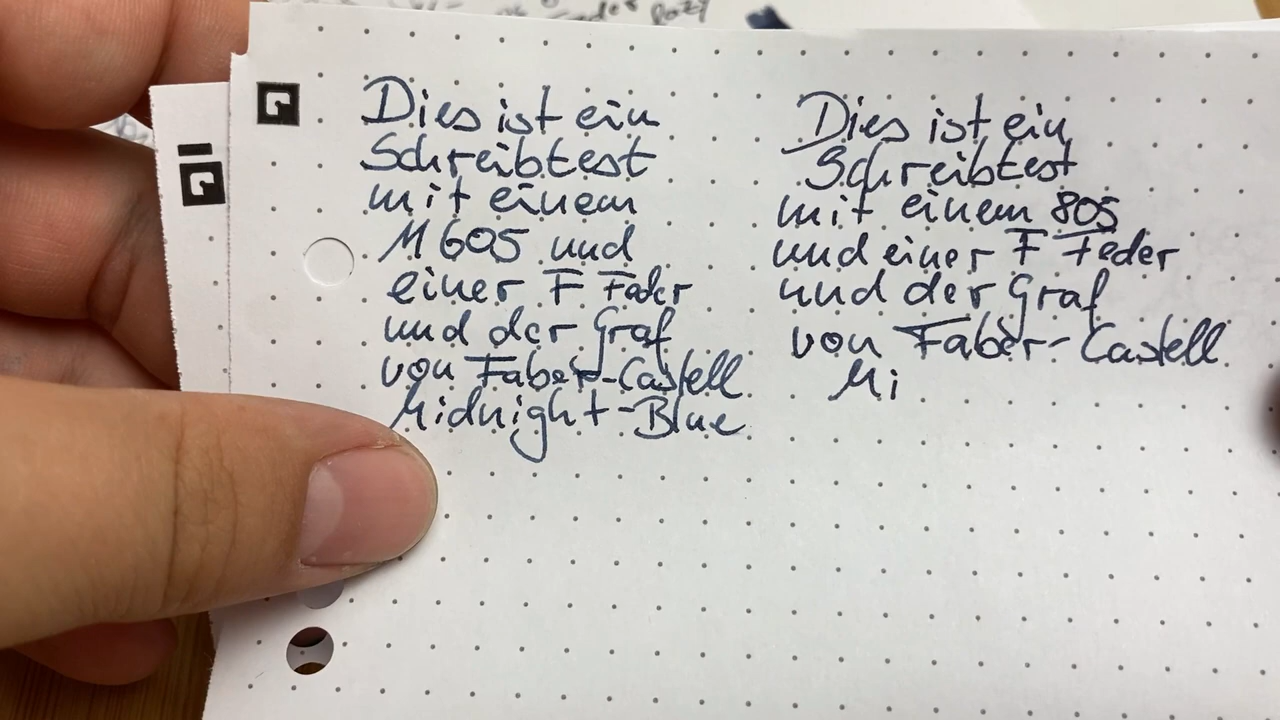 Dies ist ein
Schreibtest
mit einem
M605 und
einer F Feder
und der Graf
von Faber-Castell
Midnight-Blue
Dies ist ein
Schreibtest
mit einem 805
und einer F Feder
und der Graf
von Faber-Castell
Mi